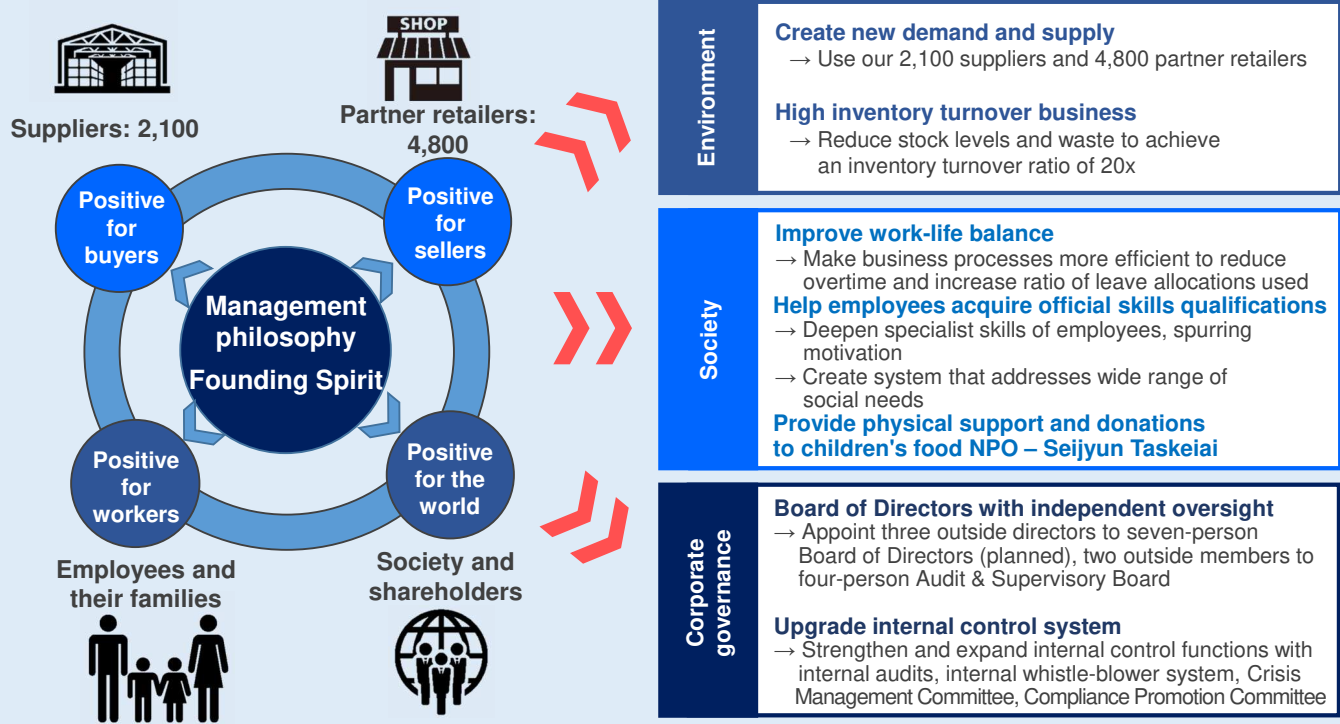 SHOP
Suppliers: 2,100
Partner retailers:
4,800
Positive
for
buyers
Positive
for
sellers
Management
philosophy
Founding Spirit
Positive
for
workers
Positive
for the
world
Employees and
their families
Society and
shareholders
Environment
Create new demand and supply
→ Use our 2,100 suppliers and 4,800 partner retailers
High inventory turnover business
→ Reduce stock levels and waste to achieve
an inventory turnover ratio of 20x
Society
Improve work-life balance
→ Make business processes more efficient to reduce
overtime and increase ratio of leave allocations used
Help employees acquire official skills qualifications
→ Deepen specialist skills of employees, spurring
motivation
→ Create system that addresses wide range of
social needs
Provide physical support and donations
to children's food NPO – Seijyun Taskeiai
Corporate
governance
Board of Directors with independent oversight
→ Appoint three outside directors to seven-person
Board of Directors (planned), two outside members to
four-person Audit & Supervisory Board
Upgrade internal control system
→ Strengthen and expand internal control functions with
internal audits, internal whistle-blower system, Crisis
Management Committee, Compliance Promotion Committee